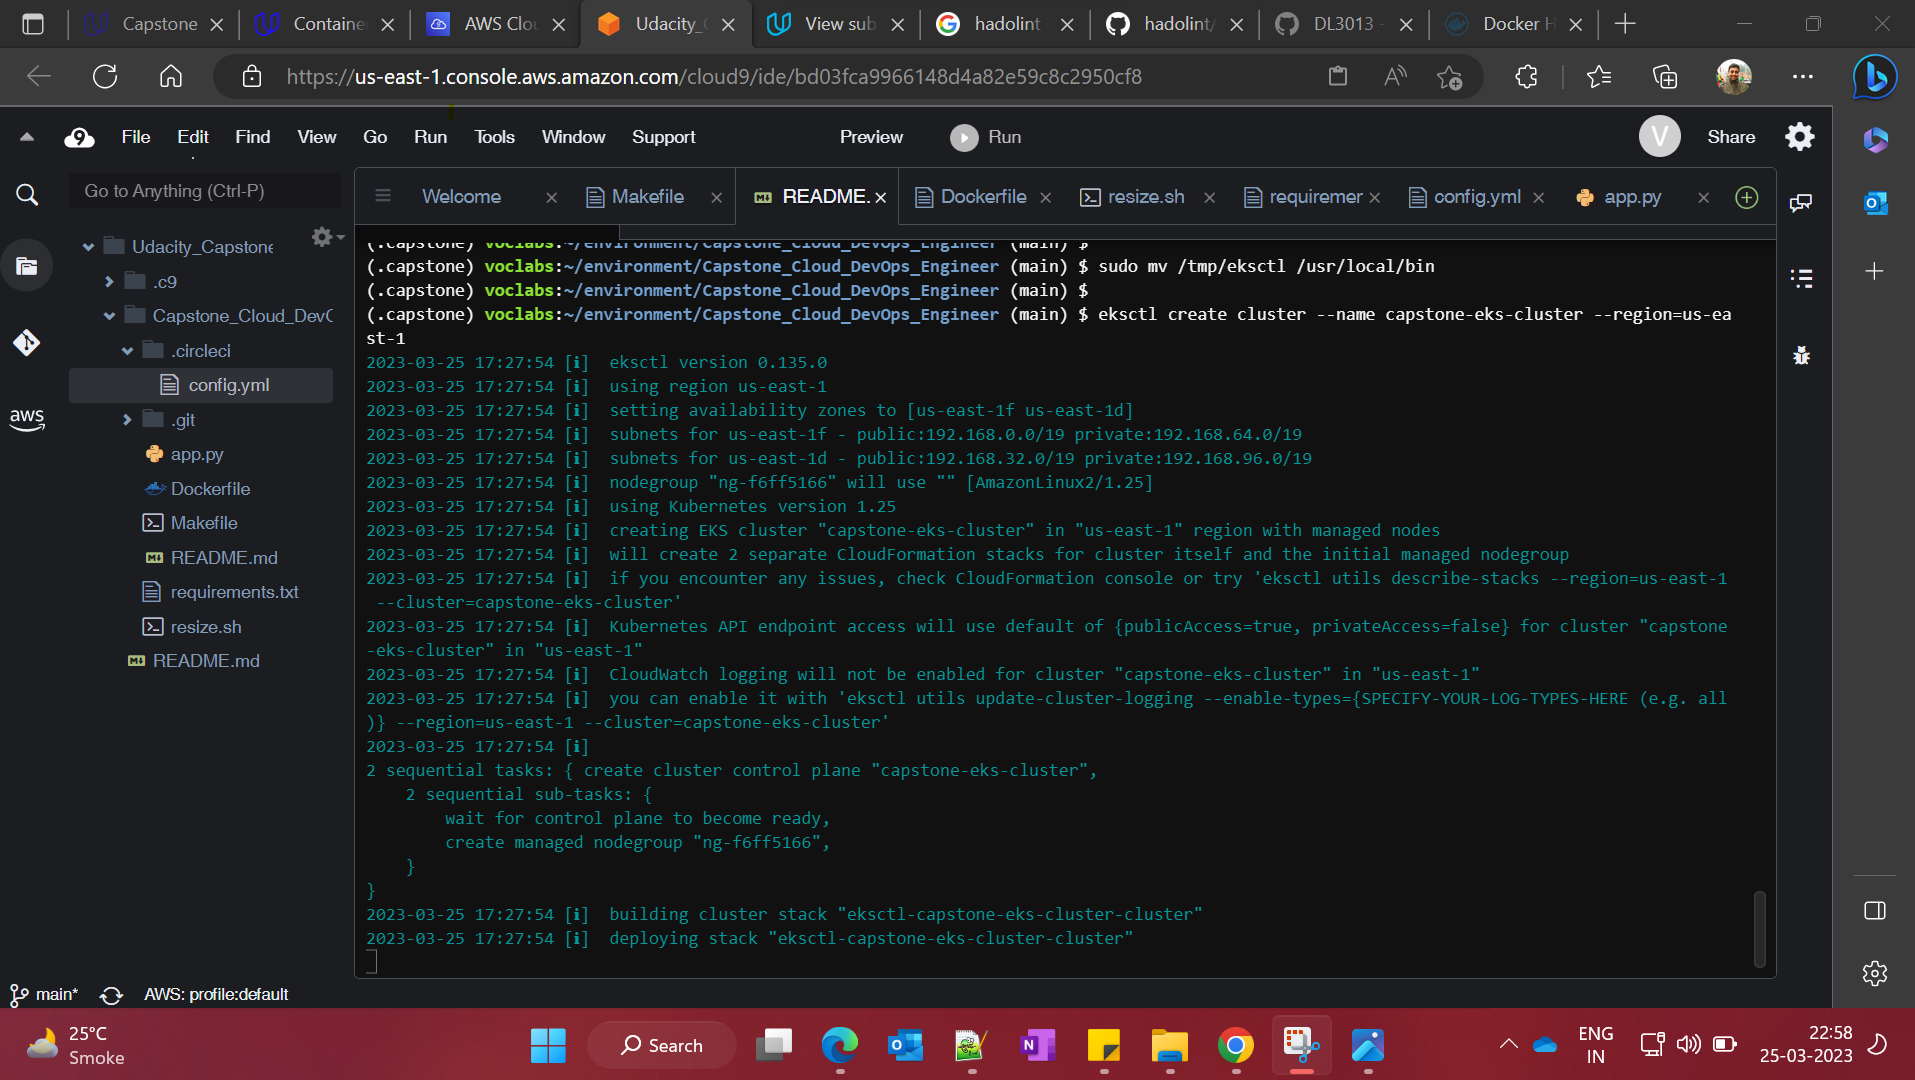 Capstone
Containe
AWS Clo
Udacity_
View sub
hadolint
hadolint/
DL3013 -
Docker H
https://us-east-1.console.aws.amazon.com/cloud9/ide/bd03fca9966148d4a82e59c8c2950cf8
9 File Edit Find View Go Run Tools Window Support Preview Run V Share
Go to Anything (Ctrl-P)
Welcome Makefile README. Dockerfile resize.sh requiremer config.yml app.py
Udacity_Capstone
.c9
Capstone_Cloud_DevO
.circleci
config.yml
.git
app.py
Dockerfile
Makefile
README.md
requirements.txt
resize.sh
README.md
aws
(.capstone) voclabs:~/environment/Capstone_Cloud_DevOps_Engineer (main) $
(.capstone) voclabs:~/environment/Capstone_Cloud_DevOps_Engineer (main) $ sudo mv /tmp/eksctl /usr/local/bin
(.capstone) voclabs:~/environment/Capstone_Cloud_DevOps_Engineer (main) $
(.capstone) voclabs:~/environment/Capstone_Cloud_DevOps_Engineer (main) $ eksctl create cluster --name capstone-eks-cluster --region=us-ea
st-1
2023-03-25 17:27:54 [ℹ]  eksctl version 0.135.0
2023-03-25 17:27:54 [ℹ]  using region us-east-1
2023-03-25 17:27:54 [ℹ]  setting availability zones to [us-east-1f us-east-1d]
2023-03-25 17:27:54 [ℹ]  subnets for us-east-1f - public:192.168.0.0/19 private:192.168.64.0/19
2023-03-25 17:27:54 [ℹ]  subnets for us-east-1d - public:192.168.32.0/19 private:192.168.96.0/19
2023-03-25 17:27:54 [ℹ]  nodegroup "ng-f6ff5166" will use "" [AmazonLinux2/1.25]
2023-03-25 17:27:54 [ℹ]  using Kubernetes version 1.25
2023-03-25 17:27:54 [ℹ]  creating EKS cluster "capstone-eks-cluster" in "us-east-1" region with managed nodes
2023-03-25 17:27:54 [ℹ]  will create 2 separate CloudFormation stacks for cluster itself and the initial managed nodegroup
2023-03-25 17:27:54 [ℹ]  if you encounter any issues, check CloudFormation console or try 'eksctl utils describe-stacks --region=us-east-1
 --cluster=capstone-eks-cluster'
2023-03-25 17:27:54 [ℹ]  Kubernetes API endpoint access will use default of {publicAccess=true, privateAccess=false} for cluster "capstone
-eks-cluster" in "us-east-1"
2023-03-25 17:27:54 [ℹ]  CloudWatch logging will not be enabled for cluster "capstone-eks-cluster" in "us-east-1"
2023-03-25 17:27:54 [ℹ]  you can enable it with 'eksctl utils update-cluster-logging --enable-types={SPECIFY-YOUR-LOG-TYPES-HERE (e.g. all
)} --region=us-east-1 --cluster=capstone-eks-cluster'
2023-03-25 17:27:54 [ℹ]
2 sequential tasks: { create cluster control plane "capstone-eks-cluster",
    2 sequential sub-tasks: {
        wait for control plane to become ready,
        create managed nodegroup "ng-f6ff5166",
    }
}
2023-03-25 17:27:54 [ℹ]  building cluster stack "eksctl-capstone-eks-cluster-cluster"
2023-03-25 17:27:54 [ℹ]  deploying stack "eksctl-capstone-eks-cluster-cluster"
main* AWS: profile:default
25°C
Smoke
Search
ENG
IN
22:58
25-03-2023